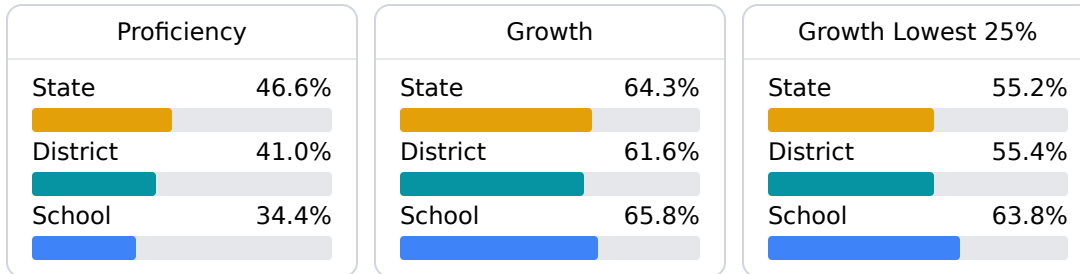 Proficiency
State 46.6%
District 41.0%
School 34.4%
Growth
State 64.3%
District 61.6%
School 65.8%
Growth Lowest 25%
State 55.2%
District 55.4%
School 63.8%